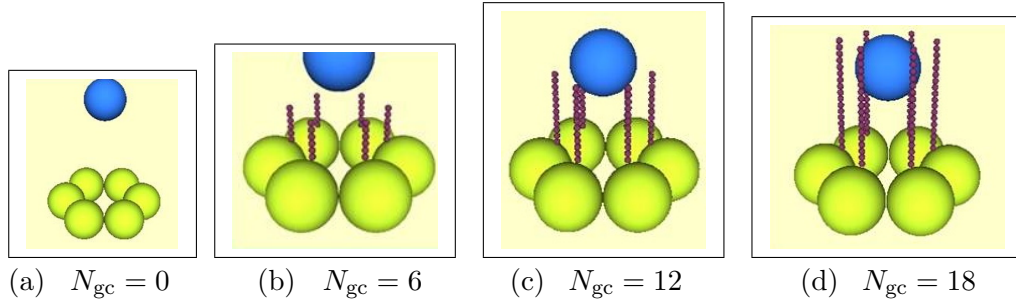 (a) N_gc = 0 (b) N_gc = 6 (c) N_gc = 12 (d) N_gc = 18